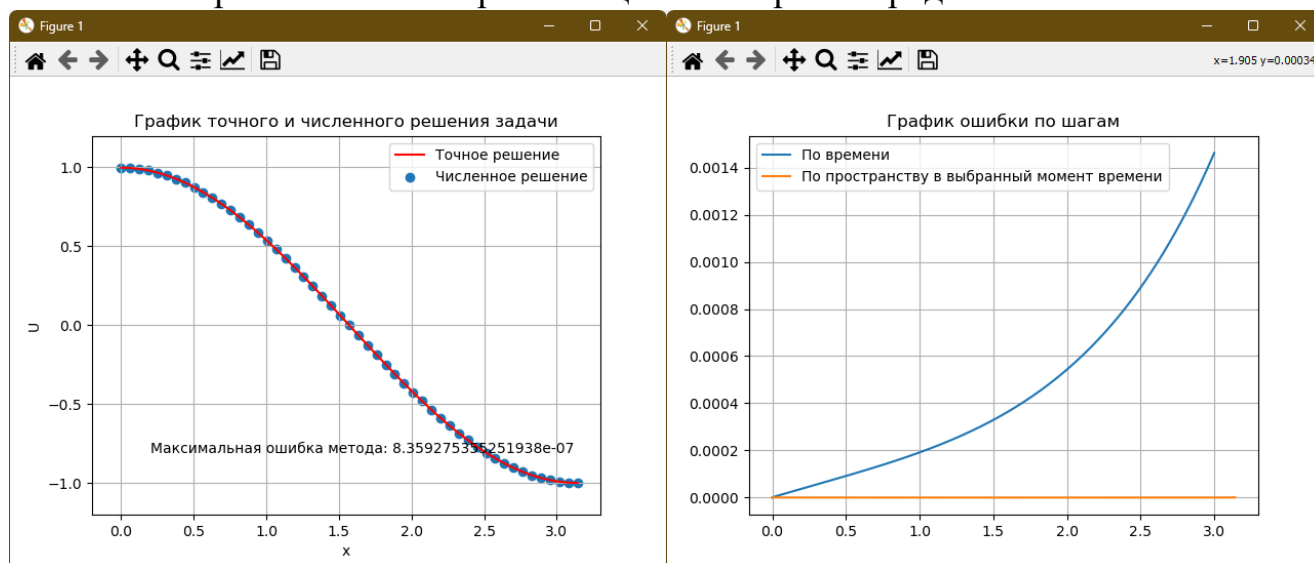 Figure 1
График точного и численного решения задачи
Точное решение
Численное решение
1.0
0.5
0.0
−0.5
−1.0
U
Максимальная ошибка метода: 8.359275355251938e-07
0.0 0.5 1.0 1.5 2.0 2.5 3.0
x
Figure 1
x=1.905 y=0.00034
График ошибки по шагам
По времени
По пространству в выбранный момент времени
0.0014
0.0012
0.0010
0.0008
0.0006
0.0004
0.0002
0.0000
0.0 0.5 1.0 1.5 2.0 2.5 3.0